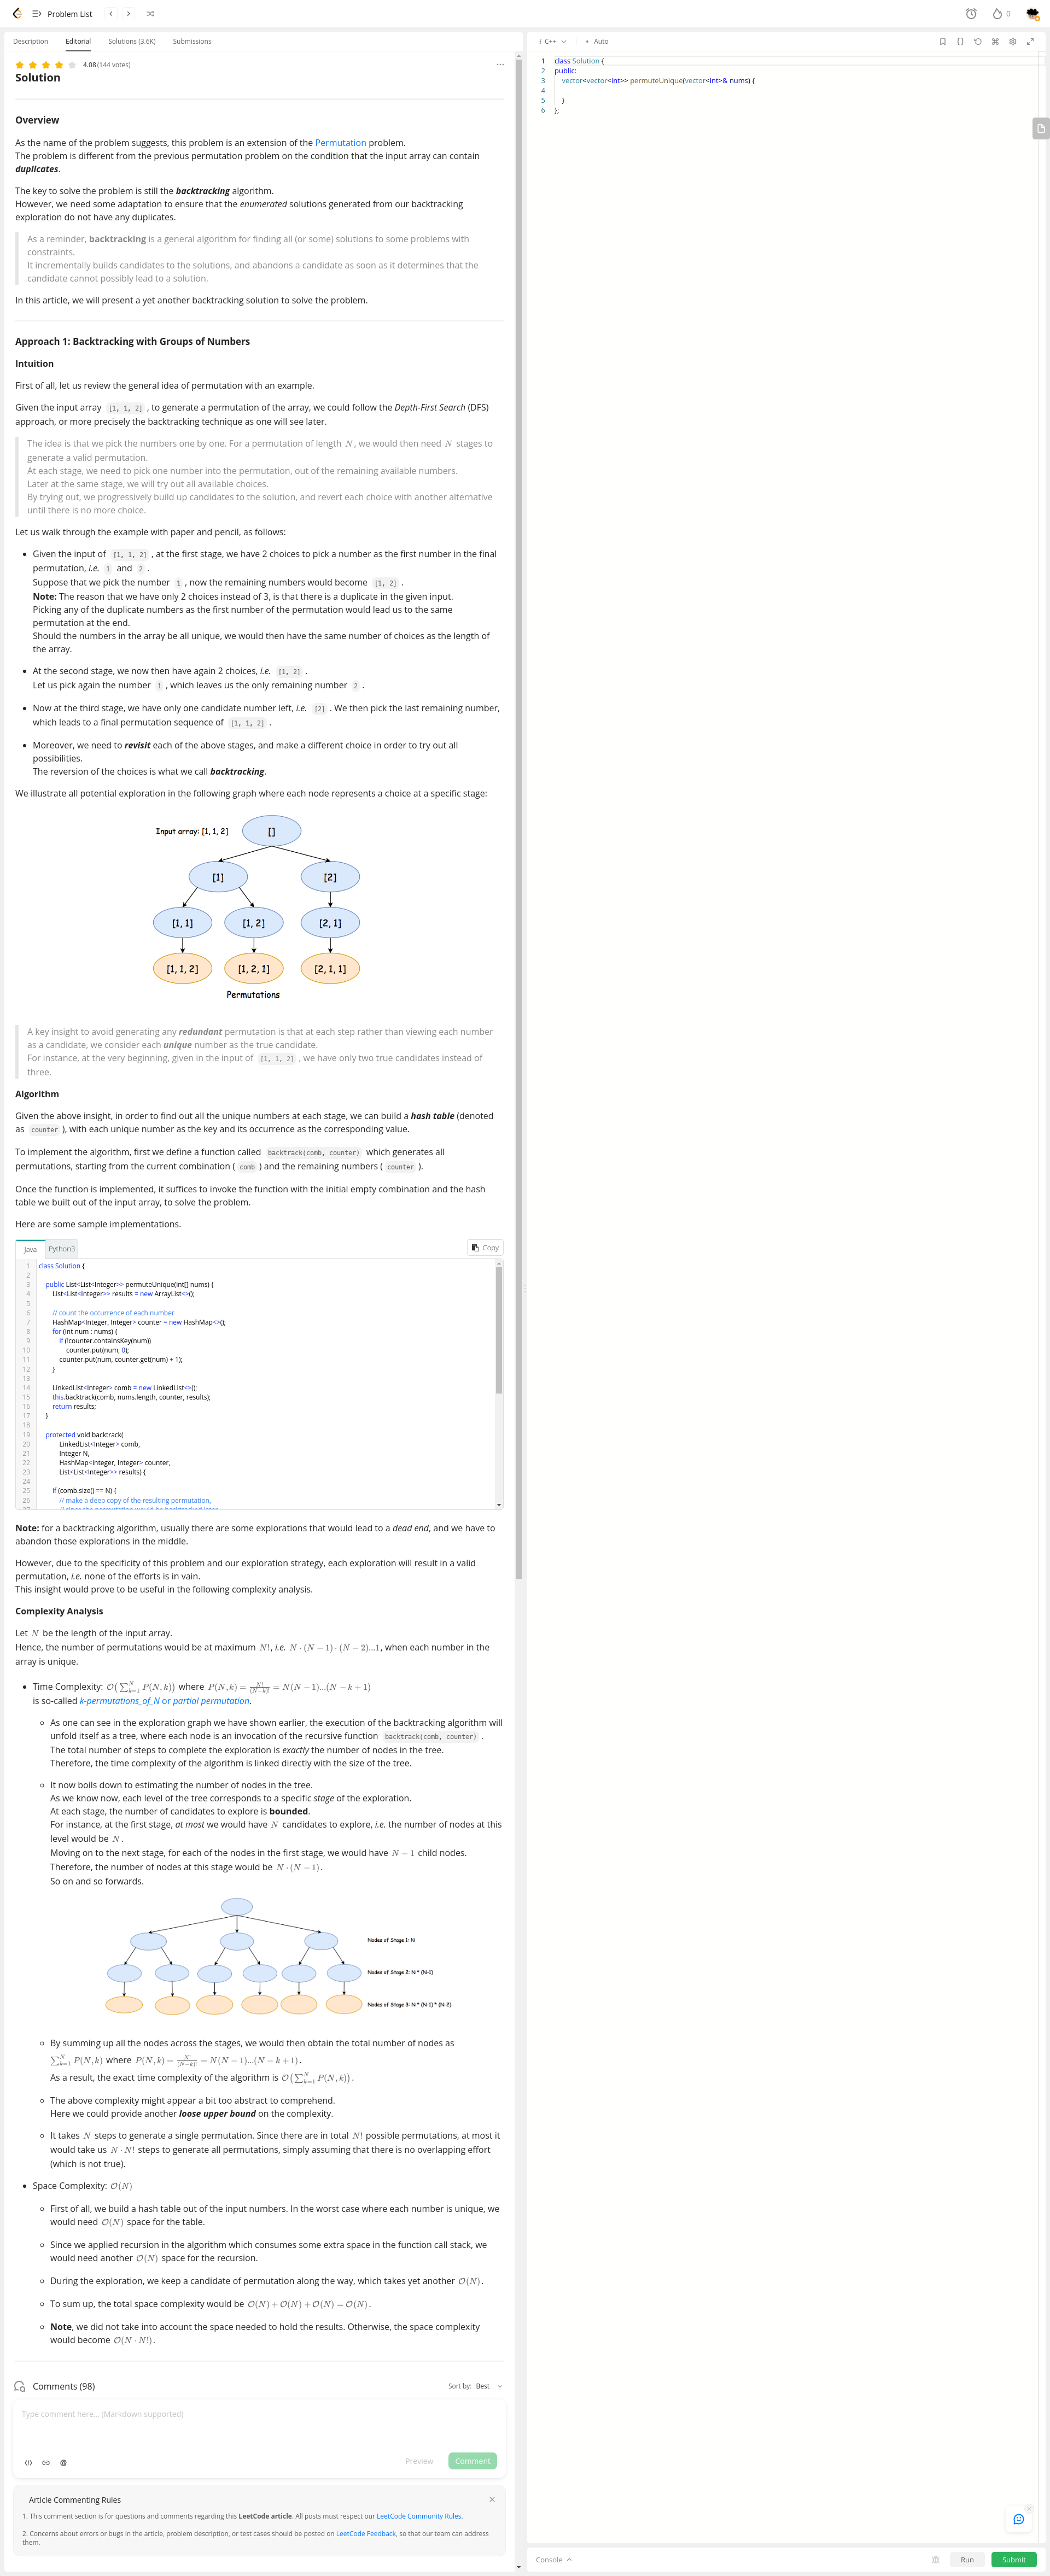 Problem List
0
Description Editorial Solutions (3.6K) Submissions
4.08 (144 votes)
Solution
Overview
As the name of the problem suggests, this problem is an extension of the Permutation problem.
The problem is different from the previous permutation problem on the condition that the input array can contain
duplicates.
The key to solve the problem is still the backtracking algorithm.
However, we need some adaptation to ensure that the enumerated solutions generated from our backtracking
exploration do not have any duplicates.
As a reminder, backtracking is a general algorithm for finding all (or some) solutions to some problems with
constraints.
It incrementally builds candidates to the solutions, and abandons a candidate as soon as it determines that the
candidate cannot possibly lead to a solution.
In this article, we will present a yet another backtracking solution to solve the problem.
Approach 1: Backtracking with Groups of Numbers
Intuition
First of all, let us review the general idea of permutation with an example.
Given the input array [1, 1, 2] , to generate a permutation of the array, we could follow the Depth-First Search (DFS)
approach, or more precisely the backtracking technique as one will see later.
The idea is that we pick the numbers one by one. For a permutation of length N, we would then need N stages to
generate a valid permutation.
At each stage, we need to pick one number into the permutation, out of the remaining available numbers.
Later at the same stage, we will try out all available choices.
By trying out, we progressively build up candidates to the solution, and revert each choice with another alternative
until there is no more choice.
Let us walk through the example with paper and pencil, as follows:
• Given the input of [1, 1, 2] , at the first stage, we have 2 choices to pick a number as the first number in the final
permutation, i.e. 1 and 2 .
Suppose that we pick the number 1 , now the remaining numbers would become [1, 2] .
Note: The reason that we have only 2 choices instead of 3, is that there is a duplicate in the given input.
Picking any of the duplicate numbers as the first number of the permutation would lead us to the same
permutation at the end.
Should the numbers in the array be all unique, we would then have the same number of choices as the length of
the array.
• At the second stage, we now then have again 2 choices, i.e. [1, 2] .
Let us pick again the number 1 , which leaves us the only remaining number 2 .
• Now at the third stage, we have only one candidate number left, i.e. [2] . We then pick the last remaining number,
which leads to a final permutation sequence of [1, 1, 2] .
• Moreover, we need to revisit each of the above stages, and make a different choice in order to try out all
possibilities.
The reversion of the choices is what we call backtracking.
We illustrate all potential exploration in the following graph where each node represents a choice at a specific stage:
Input array: [1, 1, 2] []
[1] [2]
[1, 1] [1, 2] [2, 1]
[1, 1, 2] [1, 2, 1] [2, 1, 1]
Permutations
A key insight to avoid generating any redundant permutation is that at each step rather than viewing each number
as a candidate, we consider each unique number as the true candidate.
For instance, at the very beginning, given in the input of [1, 1, 2] , we have only two true candidates instead of
three.
Algorithm
Given the above insight, in order to find out all the unique numbers at each stage, we can build a hash table (denoted
as counter ), with each unique number as the key and its occurrence as the corresponding value.
To implement the algorithm, first we define a function called backtrack(comb, counter) which generates all
permutations, starting from the current combination ( comb ) and the remaining numbers ( counter ).
Once the function is implemented, it suffices to invoke the function with the initial empty combination and the hash
table we built out of the input array, to solve the problem.
Here are some sample implementations.
Java Python3 Copy
1 class Solution {
2
3 public List<List<Integer>> permuteUnique(int[] nums) {
4 List<List<Integer>> results = new ArrayList<>();
5
6 // count the occurrence of each number
7 HashMap<Integer, Integer> counter = new HashMap<>();
8 for (int num : nums) {
9 if (!counter.containsKey(num))
10 counter.put(num, 0);
11 counter.put(num, counter.get(num) + 1);
12 }
13
14 LinkedList<Integer> comb = new LinkedList<>();
15 this.backtrack(comb, nums.length, counter, results);
16 return results;
17 }
18
19 protected void backtrack(
20 LinkedList<Integer> comb,
21 Integer N,
22 HashMap<Integer, Integer> counter,
23 List<List<Integer>> results) {
24
25 if (comb.size() == N) {
26 // make a deep copy of the resulting permutation,
Note: for a backtracking algorithm, usually there are some explorations that would lead to a dead end, and we have to
abandon those explorations in the middle.
However, due to the specificity of this problem and our exploration strategy, each exploration will result in a valid
permutation, i.e. none of the efforts is in vain.
This insight would prove to be useful in the following complexity analysis.
Complexity Analysis
Let N be the length of the input array.
Hence, the number of permutations would be at maximum N!, i.e. N · (N − 1) · (N − 2)...1, when each number in the
array is unique.
• Time Complexity: O(∑_{k=1}^{N} P(N, k)) where P(N, k) = N!/(N−k)! = N(N − 1)...(N − k + 1)
is so-called k-permutations_of_N or partial permutation.
○ As one can see in the exploration graph we have shown earlier, the execution of the backtracking algorithm will
unfold itself as a tree, where each node is an invocation of the recursive function backtrack(comb, counter) .
The total number of steps to complete the exploration is exactly the number of nodes in the tree.
Therefore, the time complexity of the algorithm is linked directly with the size of the tree.
○ It now boils down to estimating the number of nodes in the tree.
As we know now, each level of the tree corresponds to a specific stage of the exploration.
At each stage, the number of candidates to explore is bounded.
For instance, at the first stage, at most we would have N candidates to explore, i.e. the number of nodes at this
level would be N.
Moving on to the next stage, for each of the nodes in the first stage, we would have N − 1 child nodes.
Therefore, the number of nodes at this stage would be N · (N − 1).
So on and so forwards.
Nodes of Stage 1: N
Nodes of Stage 2: N * (N-1)
Nodes of Stage 3: N * (N-1) * (N-2)
○ By summing up all the nodes across the stages, we would then obtain the total number of nodes as
∑_{k=1}^{N} P(N, k) where P(N, k) = N!/(N−k)! = N(N − 1)...(N − k + 1).
As a result, the exact time complexity of the algorithm is O(∑_{k=1}^{N} P(N, k)).
○ The above complexity might appear a bit too abstract to comprehend.
Here we could provide another loose upper bound on the complexity.
○ It takes N steps to generate a single permutation. Since there are in total N! possible permutations, at most it
would take us N · N! steps to generate all permutations, simply assuming that there is no overlapping effort
(which is not true).
• Space Complexity: O(N)
○ First of all, we build a hash table out of the input numbers. In the worst case where each number is unique, we
would need O(N) space for the table.
○ Since we applied recursion in the algorithm which consumes some extra space in the function call stack, we
would need another O(N) space for the recursion.
○ During the exploration, we keep a candidate of permutation along the way, which takes yet another O(N).
○ To sum up, the total space complexity would be O(N) + O(N) + O(N) = O(N).
○ Note, we did not take into account the space needed to hold the results. Otherwise, the space complexity
would become O(N · N!).
Comments (98) Sort by: Best
Type comment here... (Markdown supported)
Preview Comment
Article Commenting Rules
1. This comment section is for questions and comments regarding this LeetCode article. All posts must respect our LeetCode Community Rules.
2. Concerns about errors or bugs in the article, problem description, or test cases should be posted on LeetCode Feedback, so that our team can address
them.
i C++ • Auto
1 class Solution {
2 public:
3 vector<vector<int>> permuteUnique(vector<int>& nums) {
4
5 }
6 };
Console Run Submit